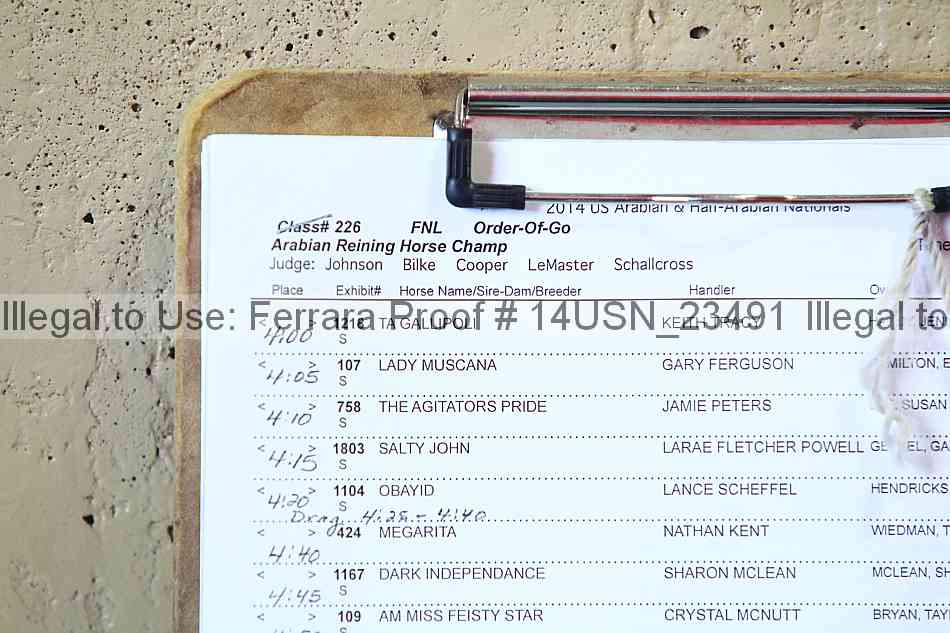 2014 US Arabian & Half-Arabian Nationals
Class# 226 FNL Order-Of-Go
Arabian Reining Horse Champ
Judge: Johnson Bilke Cooper LeMaster Schallcross
Place Exhibit# Horse Name/Sire-Dam/Breeder Handler
Illegal to Use: Ferrara Proof # 14USN_23491 Illegal to
< > 1218 TA GALLIPOLI KEITH TRACY
4:00 S
< > 107 LADY MUSCANA GARY FERGUSON MILTON, E
4:05 S
< > 758 THE AGITATORS PRIDE JAMIE PETERS SUSAN
4:10 S
< > 1803 SALTY JOHN LARAE FLETCHER POWELL
4:15 S
< > 1104 OBAYID LANCE SCHEFFEL HENDRICKS
4:20 S
Drag 4:25 - 4:40
< > 424 MEGARITA NATHAN KENT WIEDMAN, T
4:40 S
< > 1167 DARK INDEPENDANCE SHARON MCLEAN MCLEAN, SH
4:45 S
< > 109 AM MISS FEISTY STAR CRYSTAL MCNUTT BRYAN, TAY